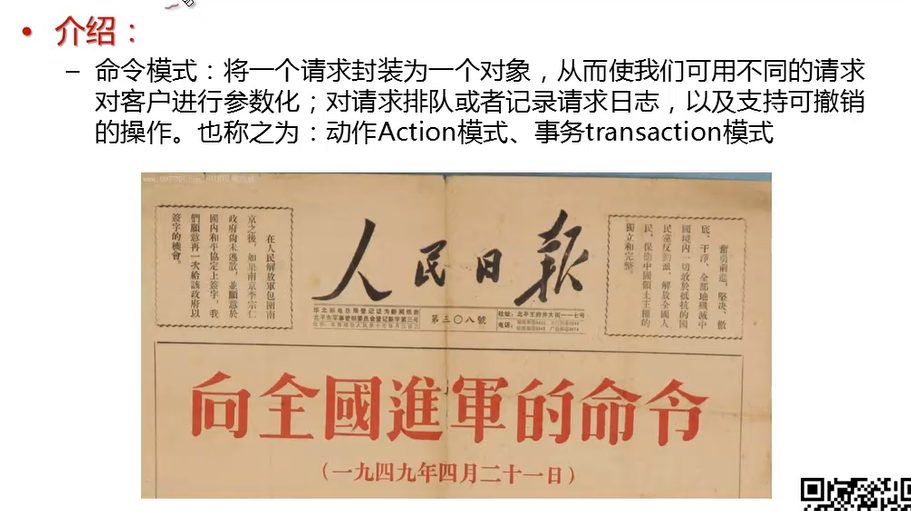 • 介绍：
– 命令模式：将一个请求封装为一个对象，从而使我们可用不同的请求
对客户进行参数化；对请求排队或者记录请求日志，以及支持可撤销
的操作。也称之为：动作Action模式、事务transaction模式
在人民解放軍包圍南
京之後，如果南京李宗仁
政府尚未逃散，並願意於
國內和平協定上簽字，我
們願意再一次給該政府以
簽字的機會。
人民日報
第三〇八號
奮勇前進，堅决、徹
底、干淨、全部地殲滅中
國境內一切敢於抵抗的國
民黨反動派，解放全國人
民，保衛中國領土主權的
獨立和完整。
向全國進軍的命令
（一九四九年四月二十一日）